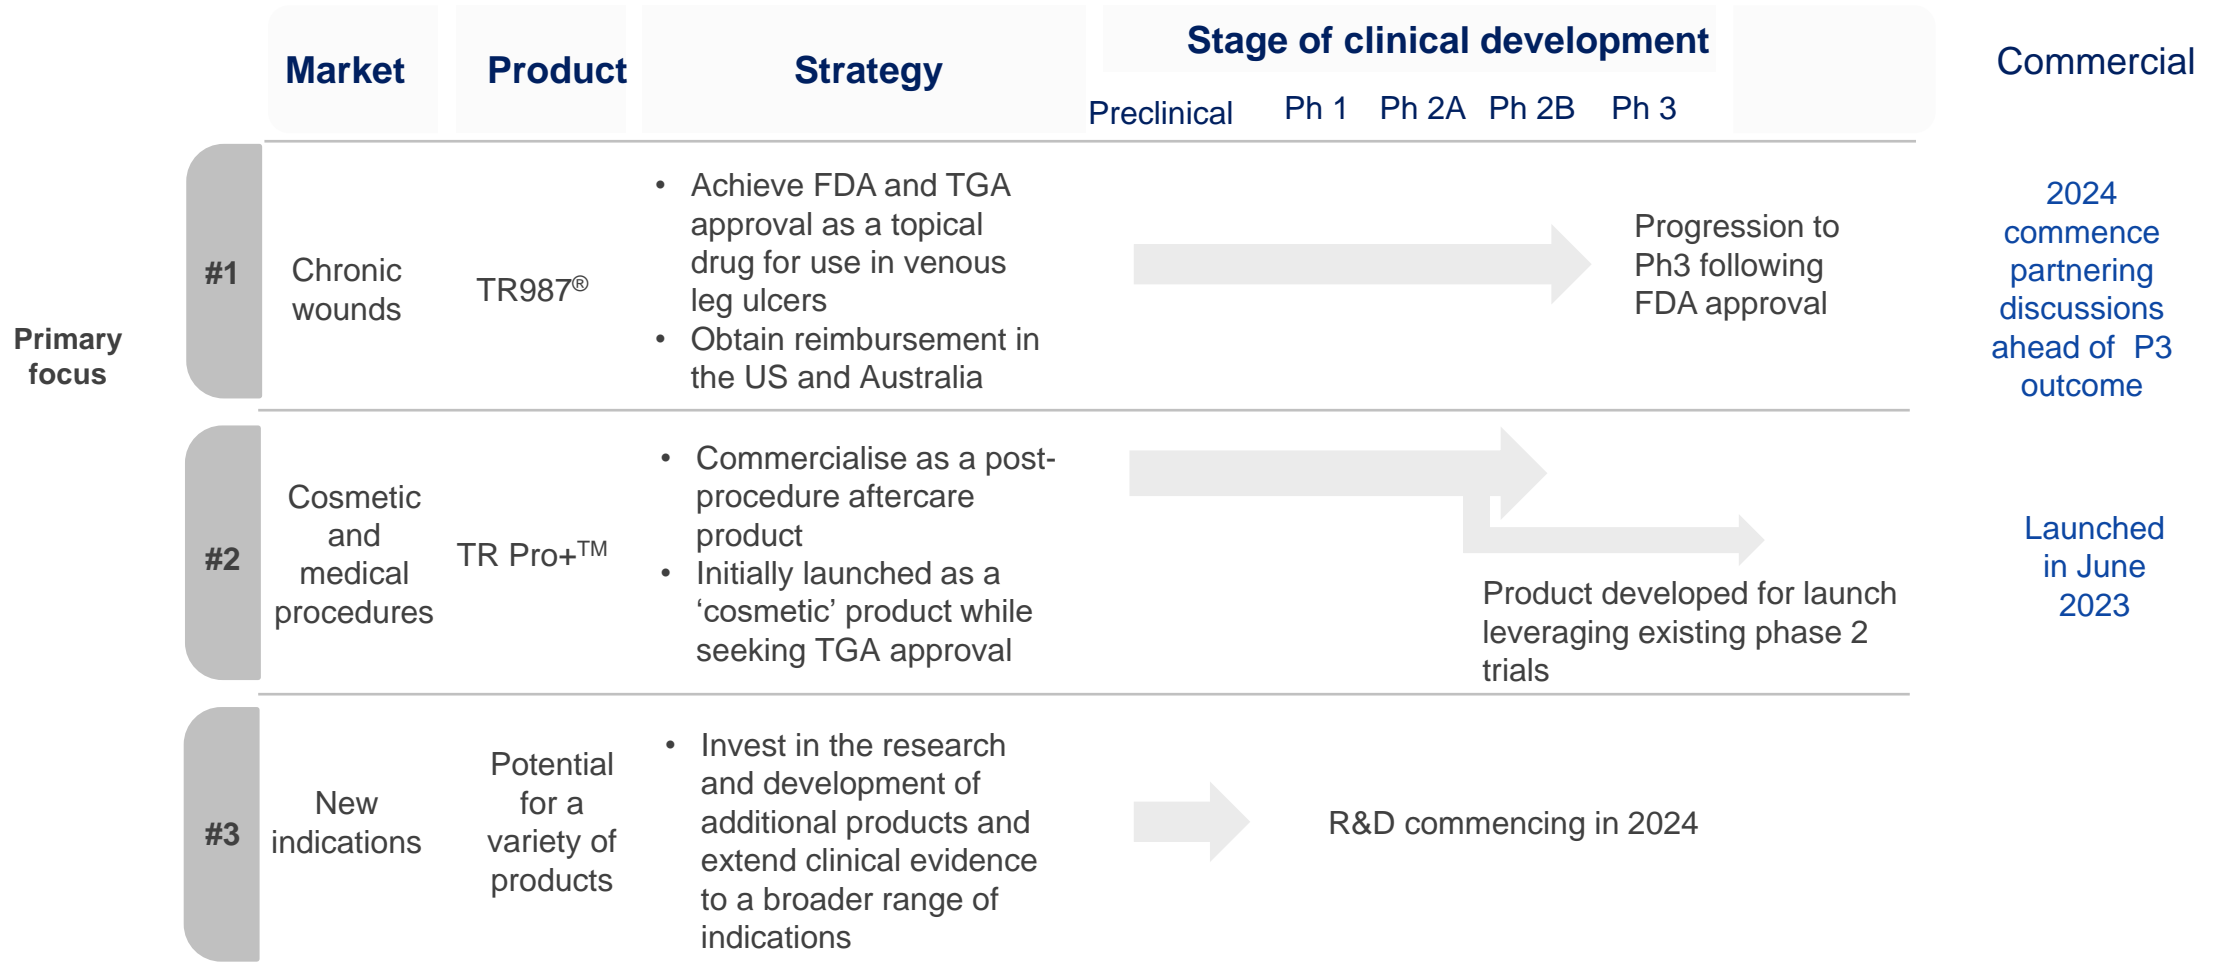 Market
Product
Strategy
Stage of clinical development
Commercial
Preclinical
Ph 1
Ph 2A
Ph 2B
Ph 3
Primary
focus
#1
Chronic
wounds
TR987®
• Achieve FDA and TGA
approval as a topical
drug for use in venous
leg ulcers
• Obtain reimbursement in
the US and Australia
Progression to
Ph3 following
FDA approval
2024
commence
partnering
discussions
ahead of P3
outcome
#2
Cosmetic
and
medical
procedures
TR Pro+TM
• Commercialise as a post-
procedure aftercare
product
• Initially launched as a
‘cosmetic’ product while
seeking TGA approval
Product developed for launch
leveraging existing phase 2
trials
Launched
in June
2023
#3
New
indications
Potential
for a
variety of
products
• Invest in the research
and development of
additional products and
extend clinical evidence
to a broader range of
indications
R&D commencing in 2024